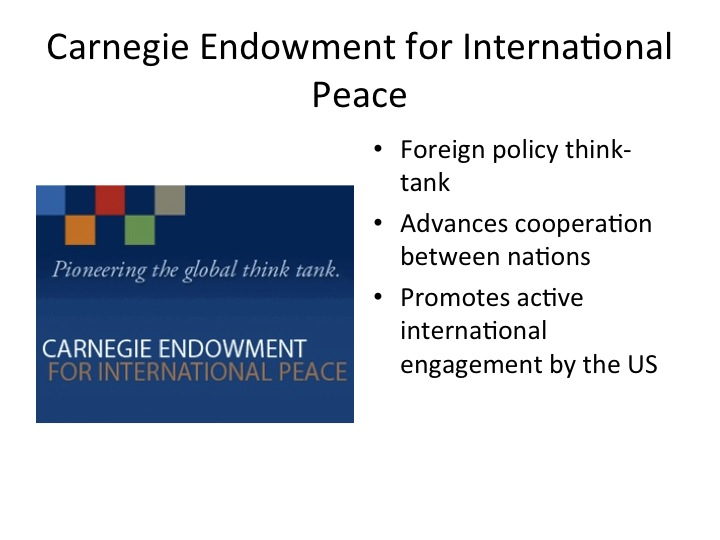 Carnegie Endowment for International
Peace
Pioneering the global think tank.
CARNEGIE ENDOWMENT
FOR INTERNATIONAL PEACE
• Foreign policy think-
tank
• Advances cooperation
between nations
• Promotes active
international
engagement by the US